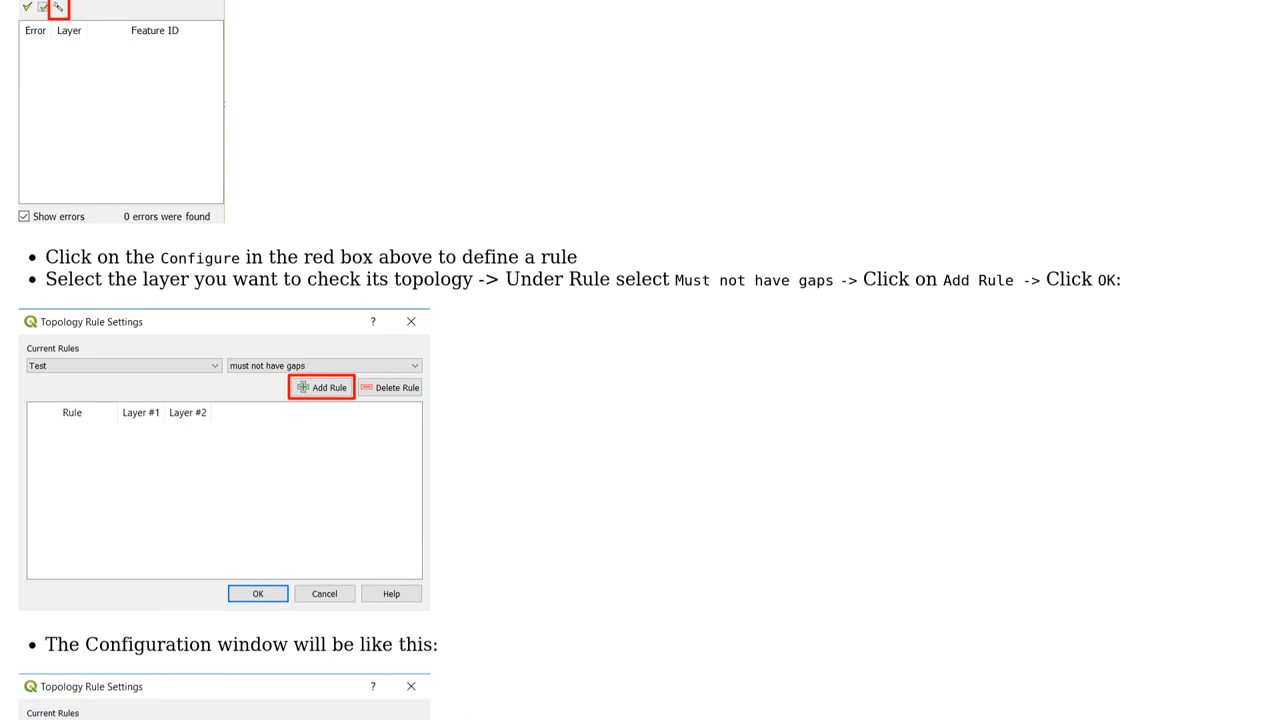 Error Layer Feature ID
Show errors 0 errors were found
• Click on the Configure in the red box above to define a rule
• Select the layer you want to check its topology -> Under Rule select Must not have gaps -> Click on Add Rule -> Click OK:
Topology Rule Settings ?
Current Rules
Test must not have gaps
Add Rule Delete Rule
Rule Layer #1 Layer #2
OK Cancel Help
• The Configuration window will be like this:
Topology Rule Settings ?
Current Rules